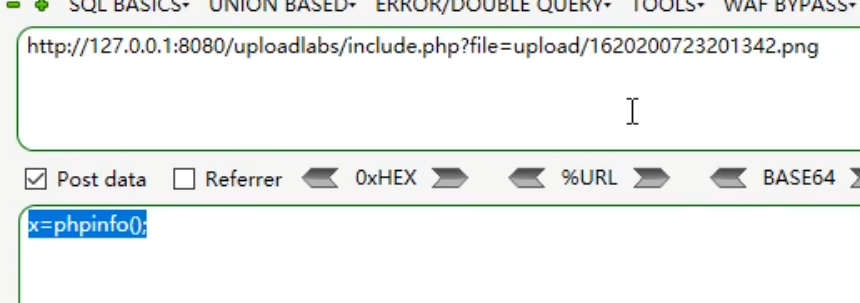 SQL BASICS▾ UNION BASED▾ ERROR/DOUBLE QUERY▾ TOOLS▾ WAF BYPASS▾
http://127.0.0.1:8080/uploadlabs/include.php?file=upload/1620200723201342.png
Post data Referrer 0xHEX %URL BASE64
x=phpinfo();